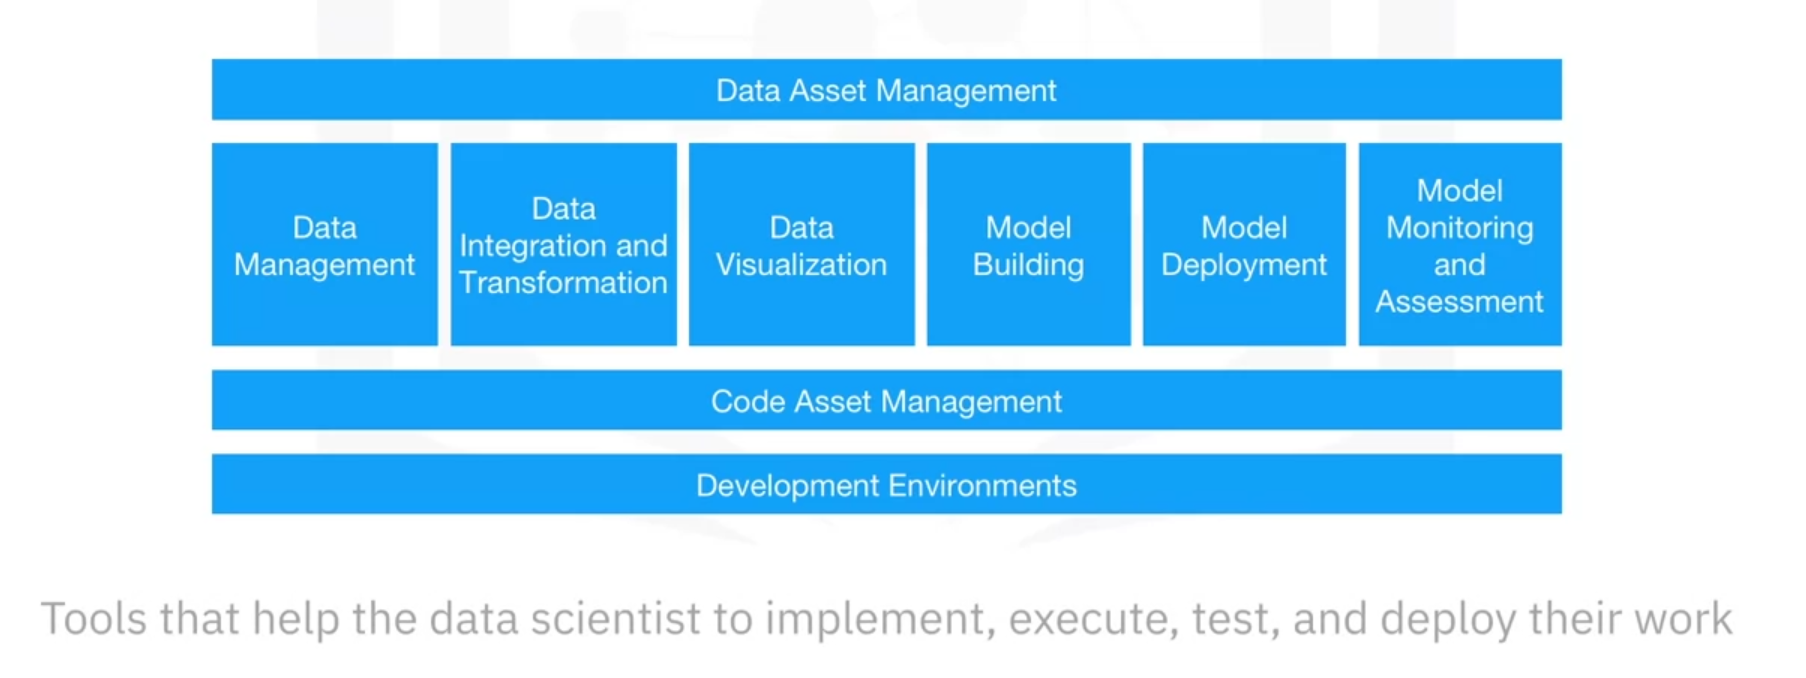 Data Asset Management
Data
Management
Data
Integration and
Transformation
Data
Visualization
Model
Building
Model
Deployment
Model
Monitoring
and
Assessment
Code Asset Management
Development Environments
Tools that help the data scientist to implement, execute, test, and deploy their work